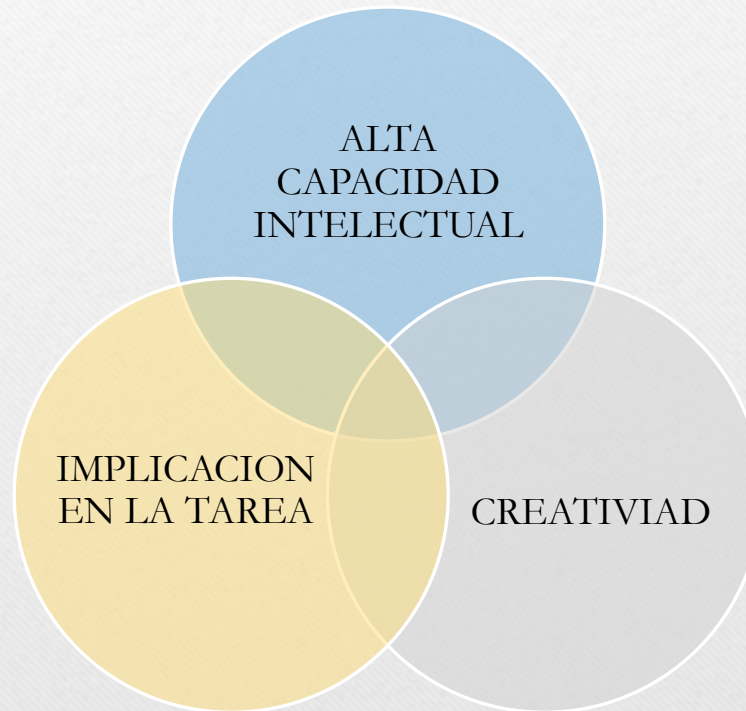 ALTA
CAPACIDAD
INTELECTUAL
IMPLICACION
EN LA TAREA
CREATIVIAD